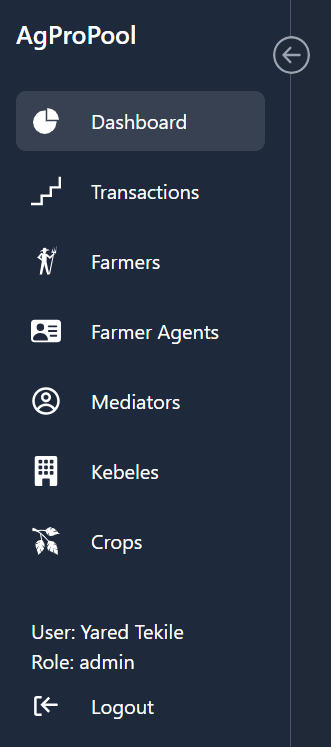 AgProPool
Dashboard
Transactions
Farmers
Farmer Agents
Mediators
Kebeles
Crops
User: Yared Tekile
Role: admin
Logout